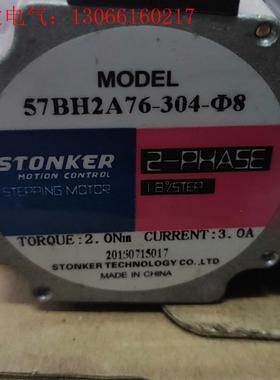 电气：13066160217
MODEL
57BH2A76-304-Φ8
STONKER
MOTION CONTROL
STEPPING MOTOR
2-PHASE
1.8°/STEP
TORQUE:2.0Nm CURRENT:3.0A
20190715017
STONKER TECHNOLOGY CO.,LTD
MADE IN CHINA